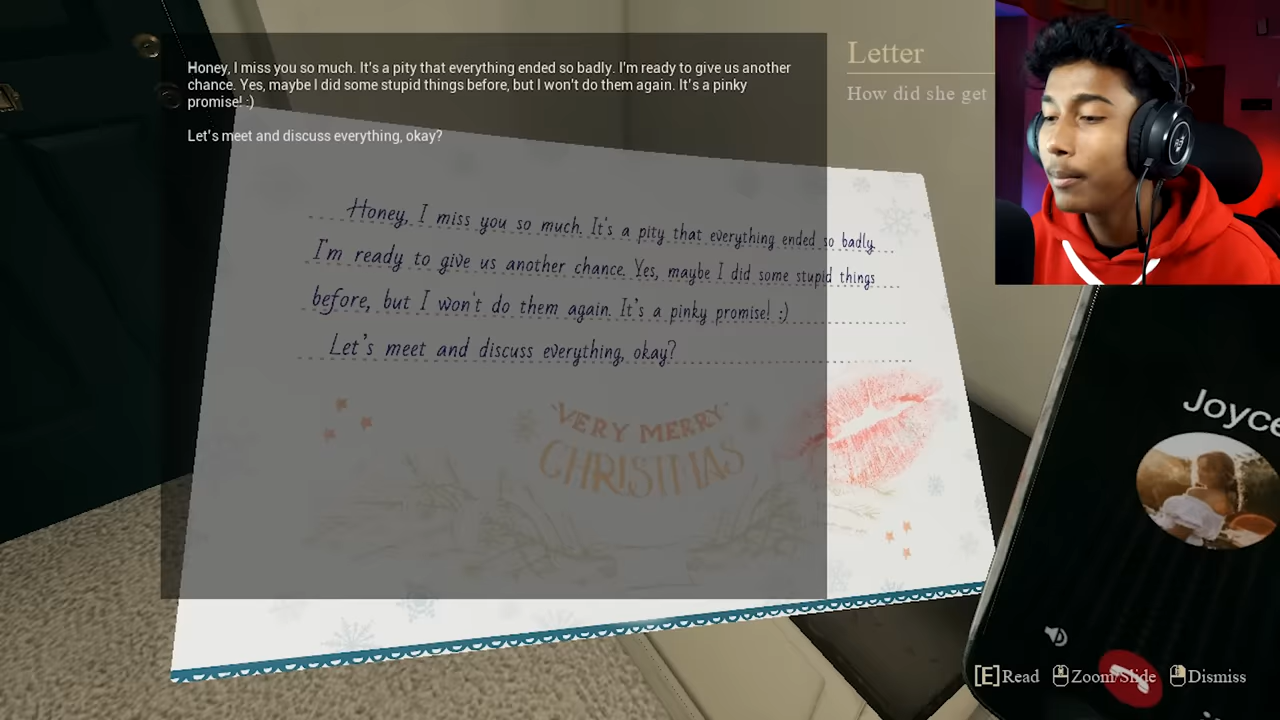 Honey, I miss you so much. It's a pity that everything ended so badly. I'm ready to give us another
chance. Yes, maybe I did some stupid things before, but I won't do them again. It's a pinky
promise! :)
Let's meet and discuss everything, okay?
Letter
How did she get
Honey, I miss you so much. It's a pity that everything ended so badly.
I'm ready to give us another chance. Yes, maybe I did some stupid things
before, but I won't do them again. It's a pinky promise! :)
Let's meet and discuss everything, okay?
"VERY MERRY"
CHRISTMAS
Joyce
[E]Read Zoom/Slide Dismiss